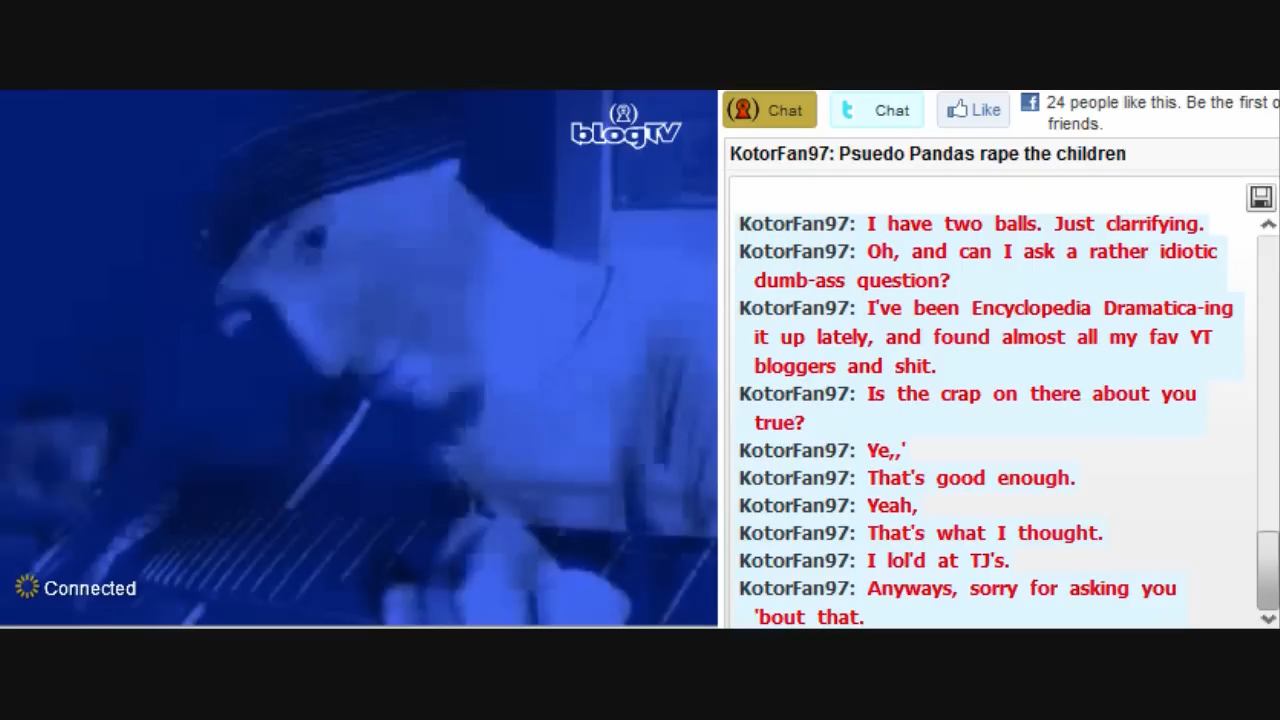 blogTV
Connected
Chat
Chat
Like
24 people like this. Be the first o
friends.
KotorFan97: Psuedo Pandas rape the children
KotorFan97: I have two balls. Just clarrifying.
KotorFan97: Oh, and can I ask a rather idiotic
dumb-ass question?
KotorFan97: I've been Encyclopedia Dramatica-ing
it up lately, and found almost all my fav YT
bloggers and shit.
KotorFan97: Is the crap on there about you
true?
KotorFan97: Ye,,'
KotorFan97: That's good enough.
KotorFan97: Yeah,
KotorFan97: That's what I thought.
KotorFan97: I lol'd at TJ's.
KotorFan97: Anyways, sorry for asking you
'bout that.